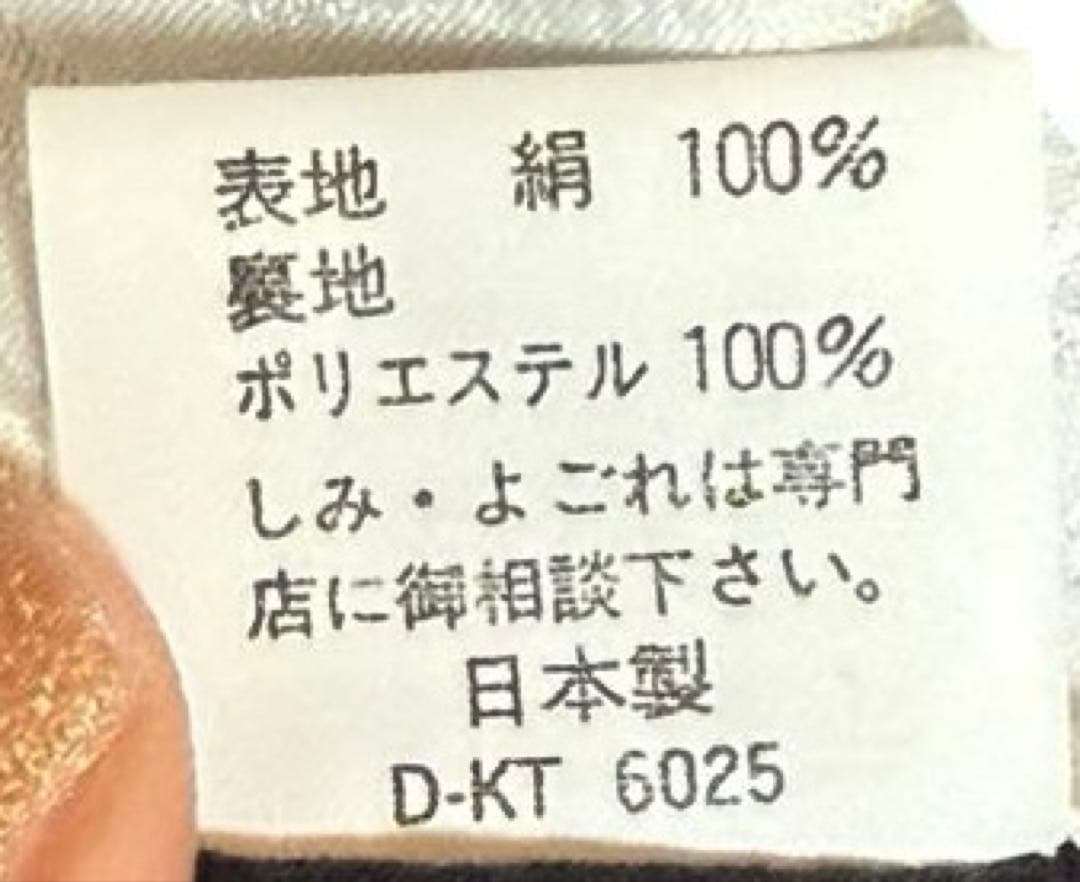 表地 絹 100%
裏地
ポリエステル 100%
しみ・よごれは専門
店に御相談下さい。
日本製
D-KT 6025